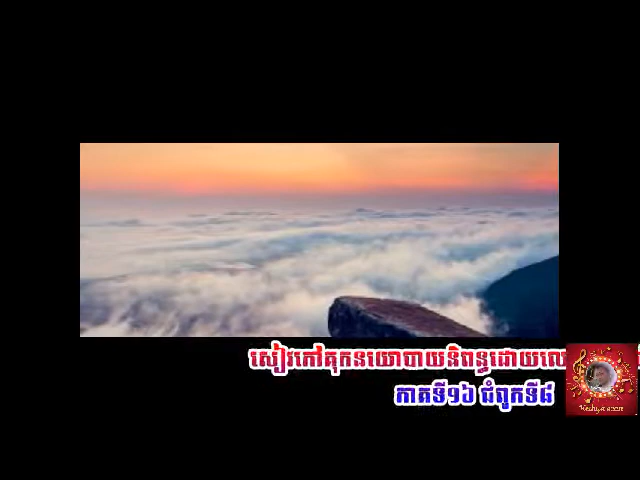 សៀវភៅគុកនយោបាយនិពន្ធដោយលោ
ភាគទី១៦ ជំពូកទី៨